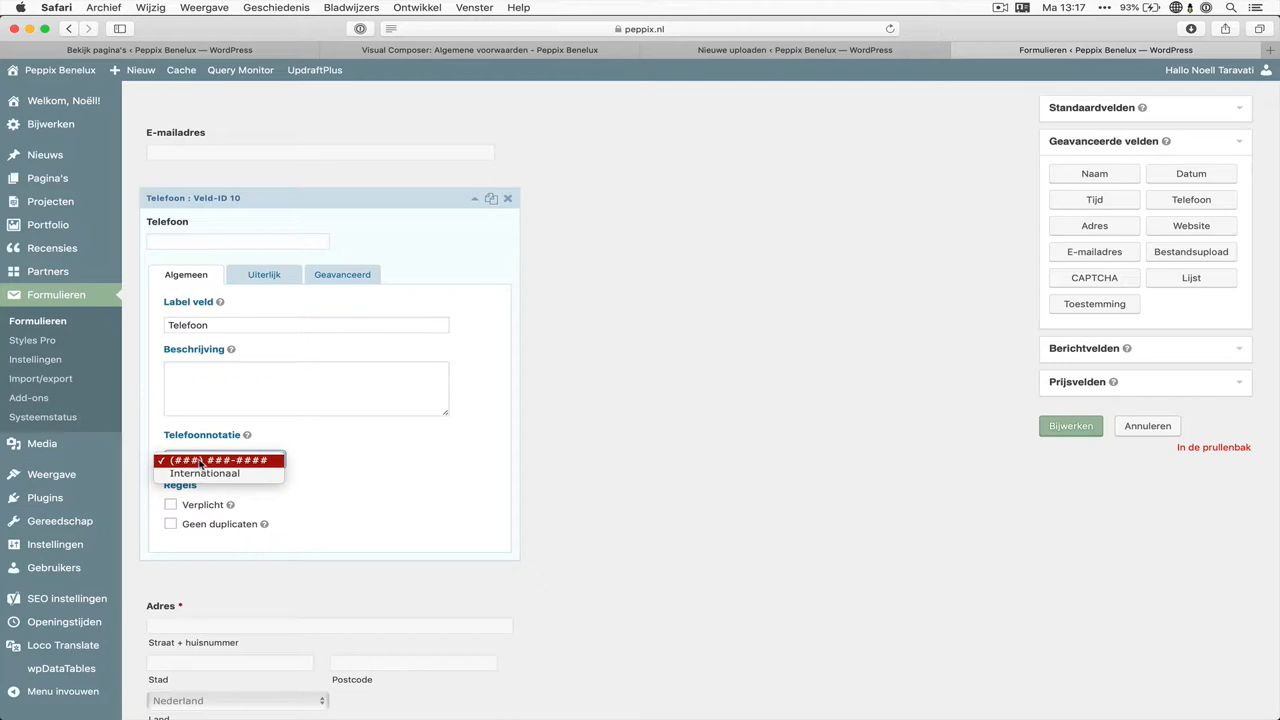 Safari Archief Wijzig Weergave Geschiedenis Bladwijzers Ontwikkel Venster Help 93% Ma 13:17
peppix.nl
Bekijk pagina's ‹ Peppix Benelux — WordPress
Visual Composer: Algemene voorwaarden - Peppix Benelux
Nieuwe uploaden ‹ Peppix Benelux — WordPress
Formulieren ‹ Peppix Benelux — WordPress
Peppix Benelux Nieuw Cache Query Monitor UpdraftPlus Hallo Noell Taravati
Welkom, Noëll!
Bijwerken
Nieuws
Pagina's
Projecten
Portfolio
Recensies
Partners
Formulieren
Formulieren
Styles Pro
Instellingen
Import/export
Add-ons
Systeemstatus
Media
Weergave
Plugins
Gereedschap
Instellingen
Gebruikers
SEO instellingen
Openingstijden
Loco Translate
wpDataTables
Menu invouwen
E-mailadres
Telefoon : Veld-ID 10
Telefoon
Algemeen Uiterlijk Geavanceerd
Label veld
Telefoon
Beschrijving
Telefoonnotatie
✓ (###) ###-####
Internationaal
Regels
Verplicht
Geen duplicaten
Adres *
Straat + huisnummer
Stad Postcode
Nederland
Land
Standaardvelden
Geavanceerde velden
Naam Datum
Tijd Telefoon
Adres Website
E-mailadres Bestandsupload
CAPTCHA Lijst
Toestemming
Berichtvelden
Prijsvelden
Bijwerken Annuleren
In de prullenbak